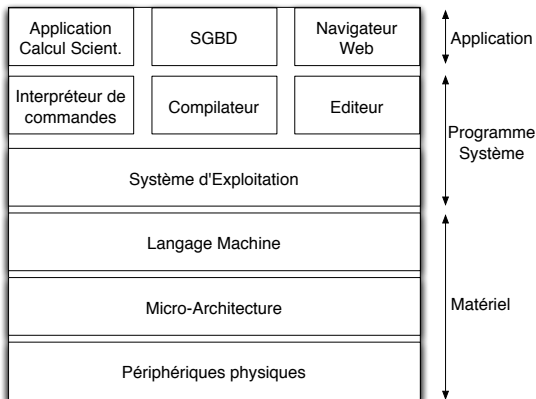 Application
Calcul Scient.
SGBD
Navigateur
Web
Application
Interpréteur de
commandes
Compilateur
Editeur
Programme
Système
Système d'Exploitation
Langage Machine
Micro-Architecture
Matériel
Périphériques physiques